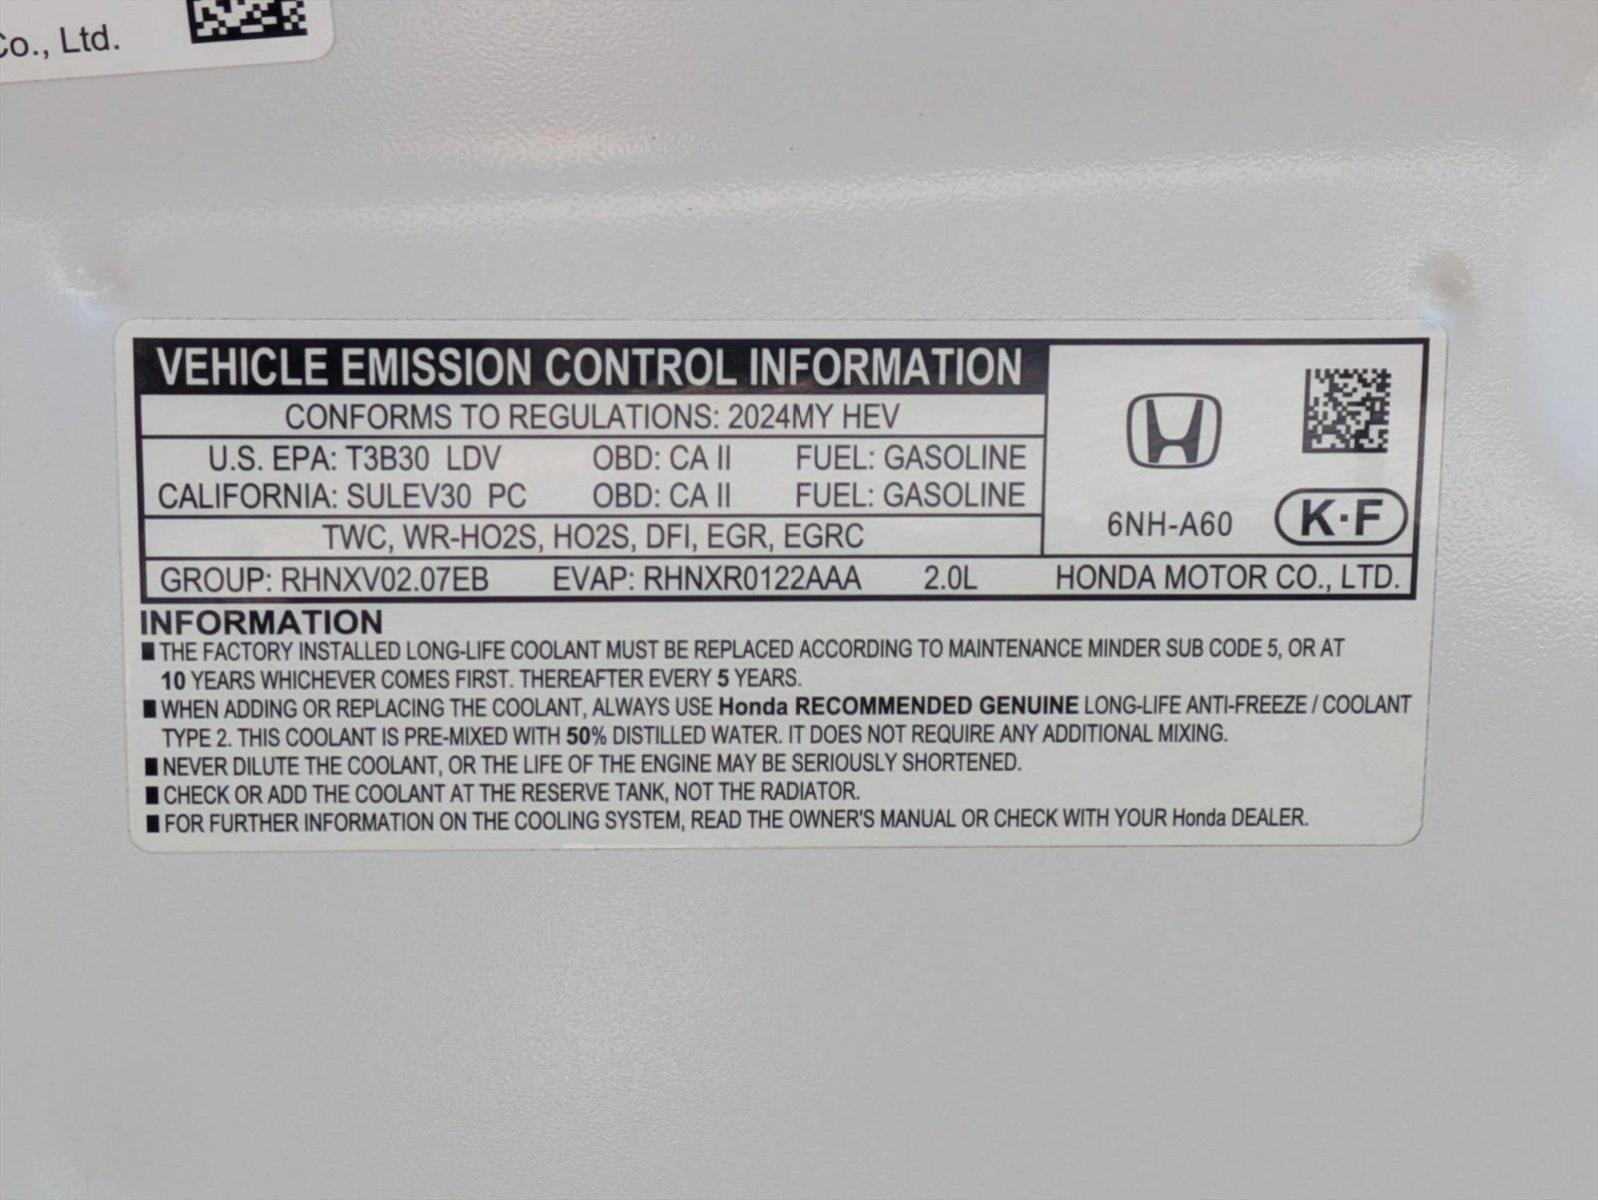 Co., Ltd.
VEHICLE EMISSION CONTROL INFORMATION
CONFORMS TO REGULATIONS: 2024MY HEV
U.S. EPA: T3B30 LDV OBD: CA II FUEL: GASOLINE
CALIFORNIA: SULEV30 PC OBD: CA II FUEL: GASOLINE
TWC, WR-HO2S, HO2S, DFI, EGR, EGRC
6NH-A60 K·F
GROUP: RHNXV02.07EB EVAP: RHNXR0122AAA 2.0L HONDA MOTOR CO., LTD.
INFORMATION
■ THE FACTORY INSTALLED LONG-LIFE COOLANT MUST BE REPLACED ACCORDING TO MAINTENANCE MINDER SUB CODE 5, OR AT
10 YEARS WHICHEVER COMES FIRST. THEREAFTER EVERY 5 YEARS.
■ WHEN ADDING OR REPLACING THE COOLANT, ALWAYS USE Honda RECOMMENDED GENUINE LONG-LIFE ANTI-FREEZE / COOLANT
TYPE 2. THIS COOLANT IS PRE-MIXED WITH 50% DISTILLED WATER. IT DOES NOT REQUIRE ANY ADDITIONAL MIXING.
■ NEVER DILUTE THE COOLANT, OR THE LIFE OF THE ENGINE MAY BE SERIOUSLY SHORTENED.
■ CHECK OR ADD THE COOLANT AT THE RESERVE TANK, NOT THE RADIATOR.
■ FOR FURTHER INFORMATION ON THE COOLING SYSTEM, READ THE OWNER'S MANUAL OR CHECK WITH YOUR Honda DEALER.